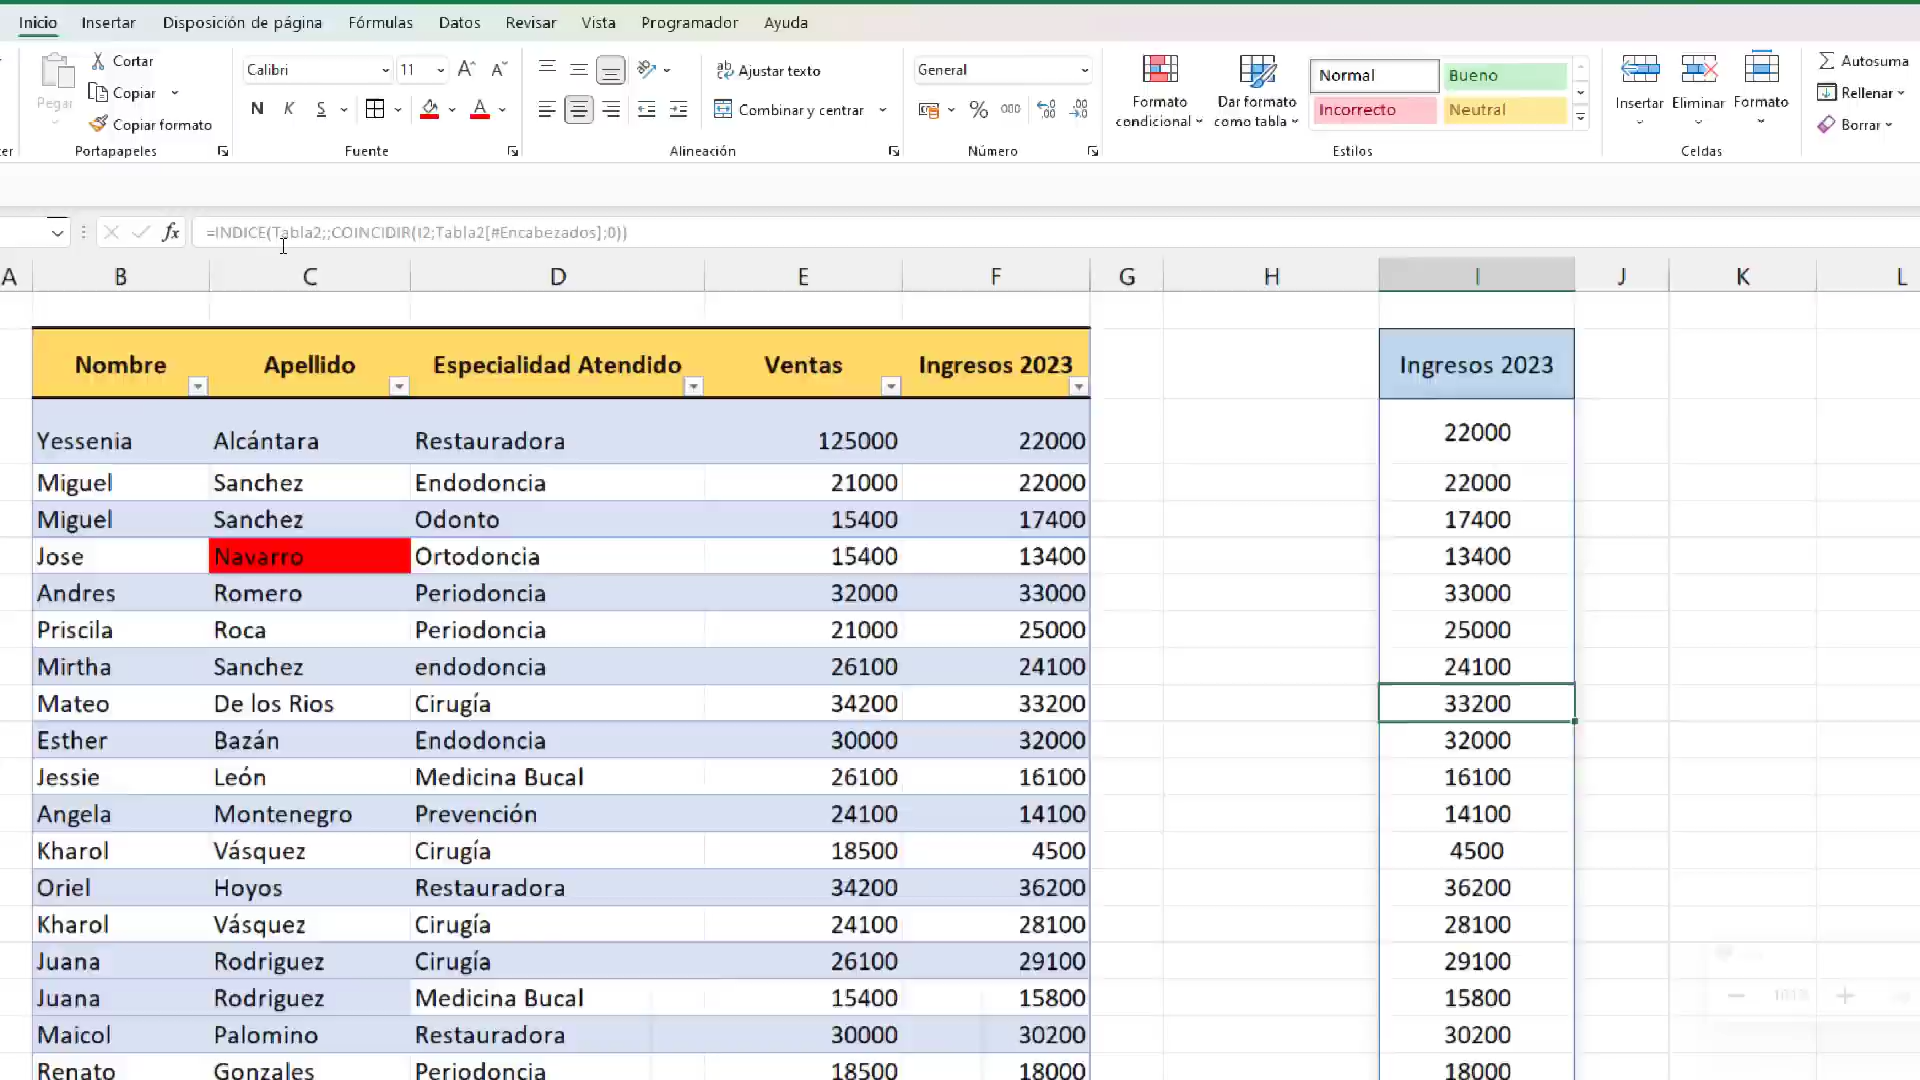 Inicio Insertar Disposición de página Fórmulas Datos Revisar Vista Programador Ayuda
Pegar
Cortar
Copiar
Copiar formato
Portapapeles
Calibri 11
N K S
Fuente
Ajustar texto
Combinar y centrar
Alineación
General
% 000
Número
Formato condicional
Dar formato como tabla
Normal Bueno
Incorrecto Neutral
Estilos
Insertar Eliminar Formato
Celdas
Autosuma
Rellenar
Borrar
fx =INDICE(Tabla2;;COINCIDIR(I2;Tabla2[#Encabezados];0))
A B C D E F G H I J K L
Nombre Apellido Especialidad Atendido Ventas Ingresos 2023 Ingresos 2023
Yessenia Alcántara Restauradora 125000 22000 22000
Miguel Sanchez Endodoncia 21000 22000 22000
Miguel Sanchez Odonto 15400 17400 17400
Jose Navarro Ortodoncia 15400 13400 13400
Andres Romero Periodoncia 32000 33000 33000
Priscila Roca Periodoncia 21000 25000 25000
Mirtha Sanchez endodoncia 26100 24100 24100
Mateo De los Rios Cirugía 34200 33200 33200
Esther Bazán Endodoncia 30000 32000 32000
Jessie León Medicina Bucal 26100 16100 16100
Angela Montenegro Prevención 24100 14100 14100
Kharol Vásquez Cirugía 18500 4500 4500
Oriel Hoyos Restauradora 34200 36200 36200
Kharol Vásquez Cirugía 24100 28100 28100
Juana Rodriguez Cirugía 26100 29100 29100
Juana Rodriguez Medicina Bucal 15400 15800 15800
Maicol Palomino Restauradora 30000 30200 30200
Renato Gonzales Periodoncia 18500 18000 18000